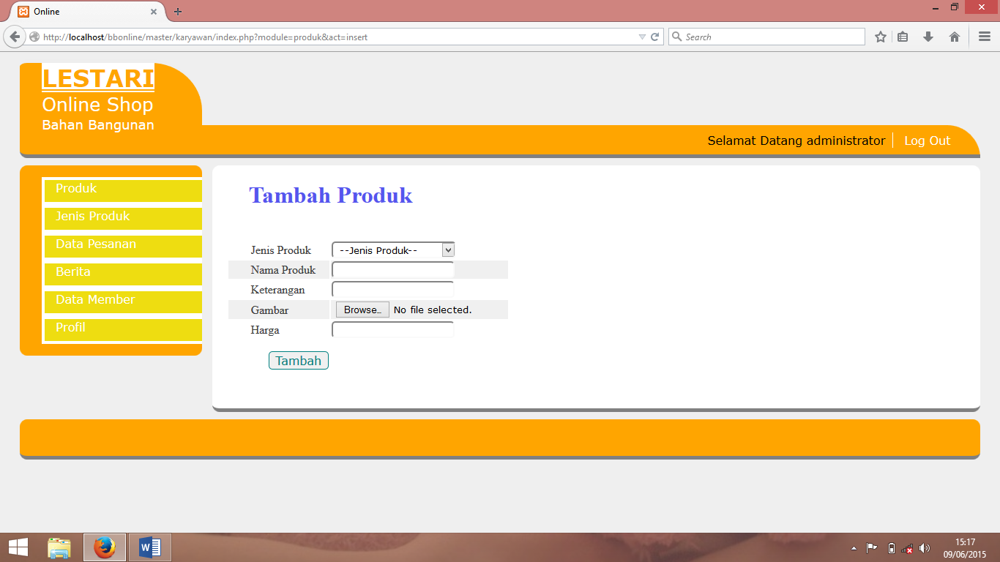 Online
http://localhost/bbonline/master/karyawan/index.php?module=produk&act=insert
Search
LESTARI
Online Shop
Bahan Bangunan
Selamat Datang administrator
Log Out
Produk
Jenis Produk
Data Pesanan
Berita
Data Member
Profil
Tambah Produk
Jenis Produk --Jenis Produk--
Nama Produk
Keterangan
Gambar Browse... No file selected.
Harga
Tambah
15:17
09/06/2015